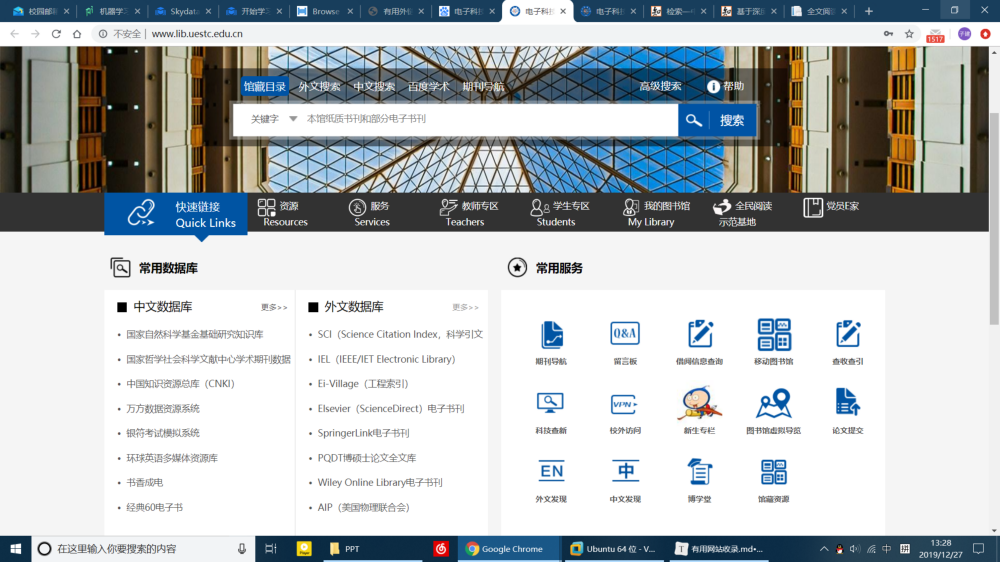 校园邮
机器学
Skydata
开始学
Browse
有用外
电子科技
电子科技
电子科技
检索—
基于深度
全文阅
不安全 | www.lib.uestc.edu.cn
1517
馆藏目录 外文搜索 中文搜索 百度学术 期刊导航 高级搜索 帮助
关键字 本馆纸质书刊和部分电子书刊 搜索
快速链接
Quick Links
资源
Resources
服务
Services
教师专区
Teachers
学生专区
Students
我的图书馆
My Library
全民阅读
示范基地
党员E家
常用数据库
中文数据库 更多>>
• 国家自然科学基金基础研究知识库
• 国家哲学社会科学文献中心学术期刊数据
• 中国知识资源总库（CNKI）
• 万方数据资源系统
• 银符考试模拟系统
• 环球英语多媒体资源库
• 书香成电
• 经典60电子书
外文数据库 更多>>
• SCI（Science Citation Index，科学引文
• IEL（IEEE/IET Electronic Library）
• Ei-Village（工程索引）
• Elsevier（ScienceDirect）电子书刊
• SpringerLink电子书刊
• PQDT博硕士论文全文库
• Wiley Online Library电子书刊
• AIP（美国物理联合会）
常用服务
Q&A
期刊导航 留言板 借阅信息查询 移动图书馆 查收查引
VPN
科技查新 校外访问 新生专栏 图书馆虚拟导览 论文提交
EN 中
外文发现 中文发现 博学堂 馆藏资源
在这里输入你要搜索的内容
PPT
Google Chrome
Ubuntu 64 位 - V...
有用网站收录.md•...
中
拼
13:28
2019/12/27